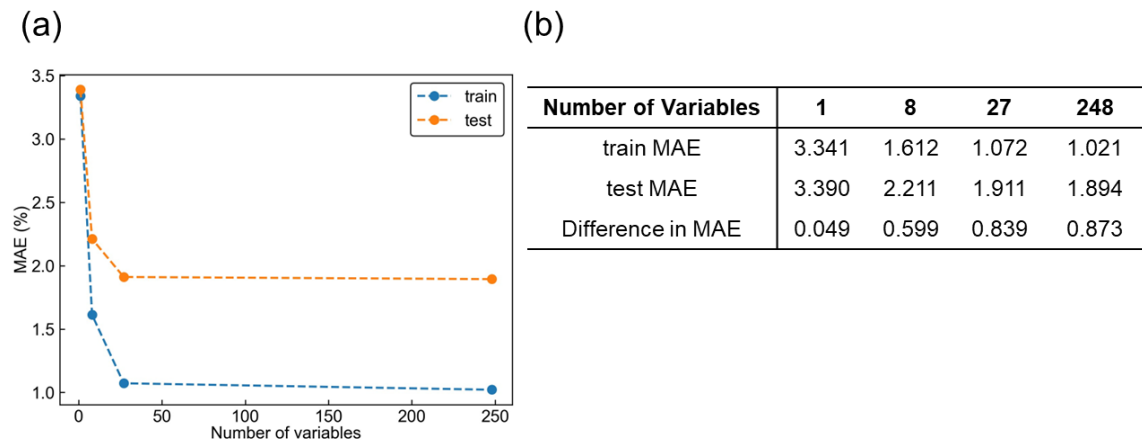 (a)
3.5
3.0
2.5
2.0
1.5
1.0
MAE (%)
0
50
100
150
200
250
Number of variables
train
test
(b)
Number of Variables 1 8 27 248
train MAE 3.341 1.612 1.072 1.021
test MAE 3.390 2.211 1.911 1.894
Difference in MAE 0.049 0.599 0.839 0.873